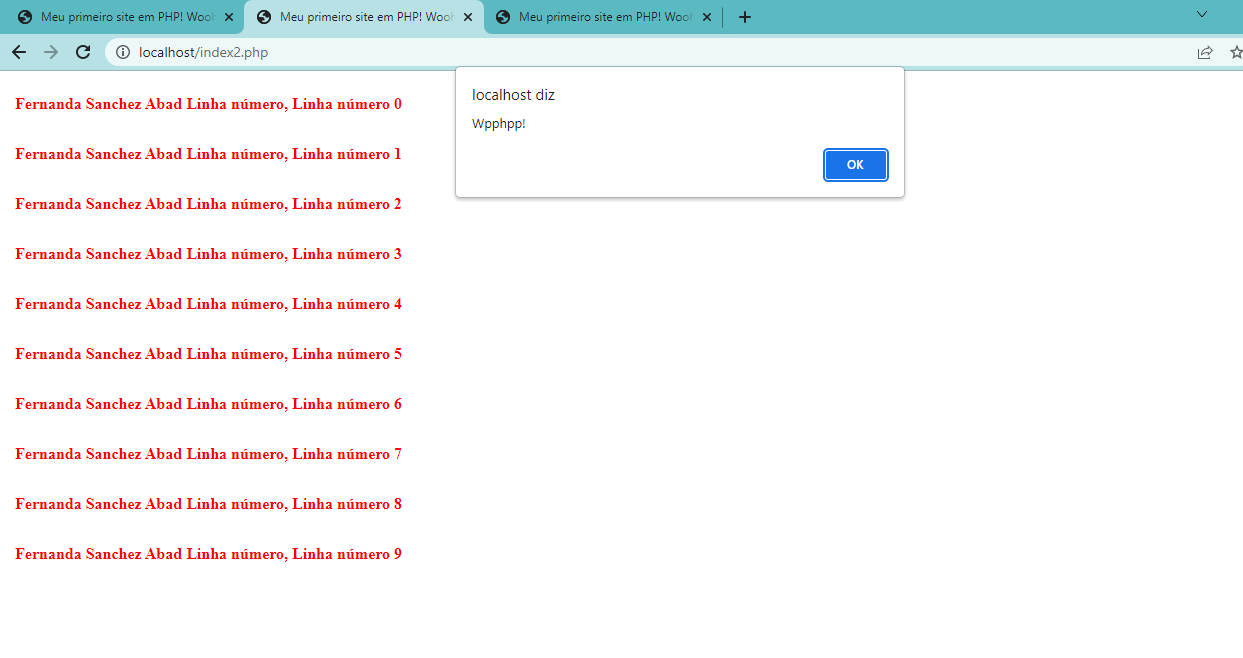 Meu primeiro site em PHP! Wooh
Meu primeiro site em PHP! Wooh
Meu primeiro site em PHP! Wooh
localhost/index2.php
localhost diz
Wpphpp!
OK
Fernanda Sanchez Abad Linha número, Linha número 0
Fernanda Sanchez Abad Linha número, Linha número 1
Fernanda Sanchez Abad Linha número, Linha número 2
Fernanda Sanchez Abad Linha número, Linha número 3
Fernanda Sanchez Abad Linha número, Linha número 4
Fernanda Sanchez Abad Linha número, Linha número 5
Fernanda Sanchez Abad Linha número, Linha número 6
Fernanda Sanchez Abad Linha número, Linha número 7
Fernanda Sanchez Abad Linha número, Linha número 8
Fernanda Sanchez Abad Linha número, Linha número 9